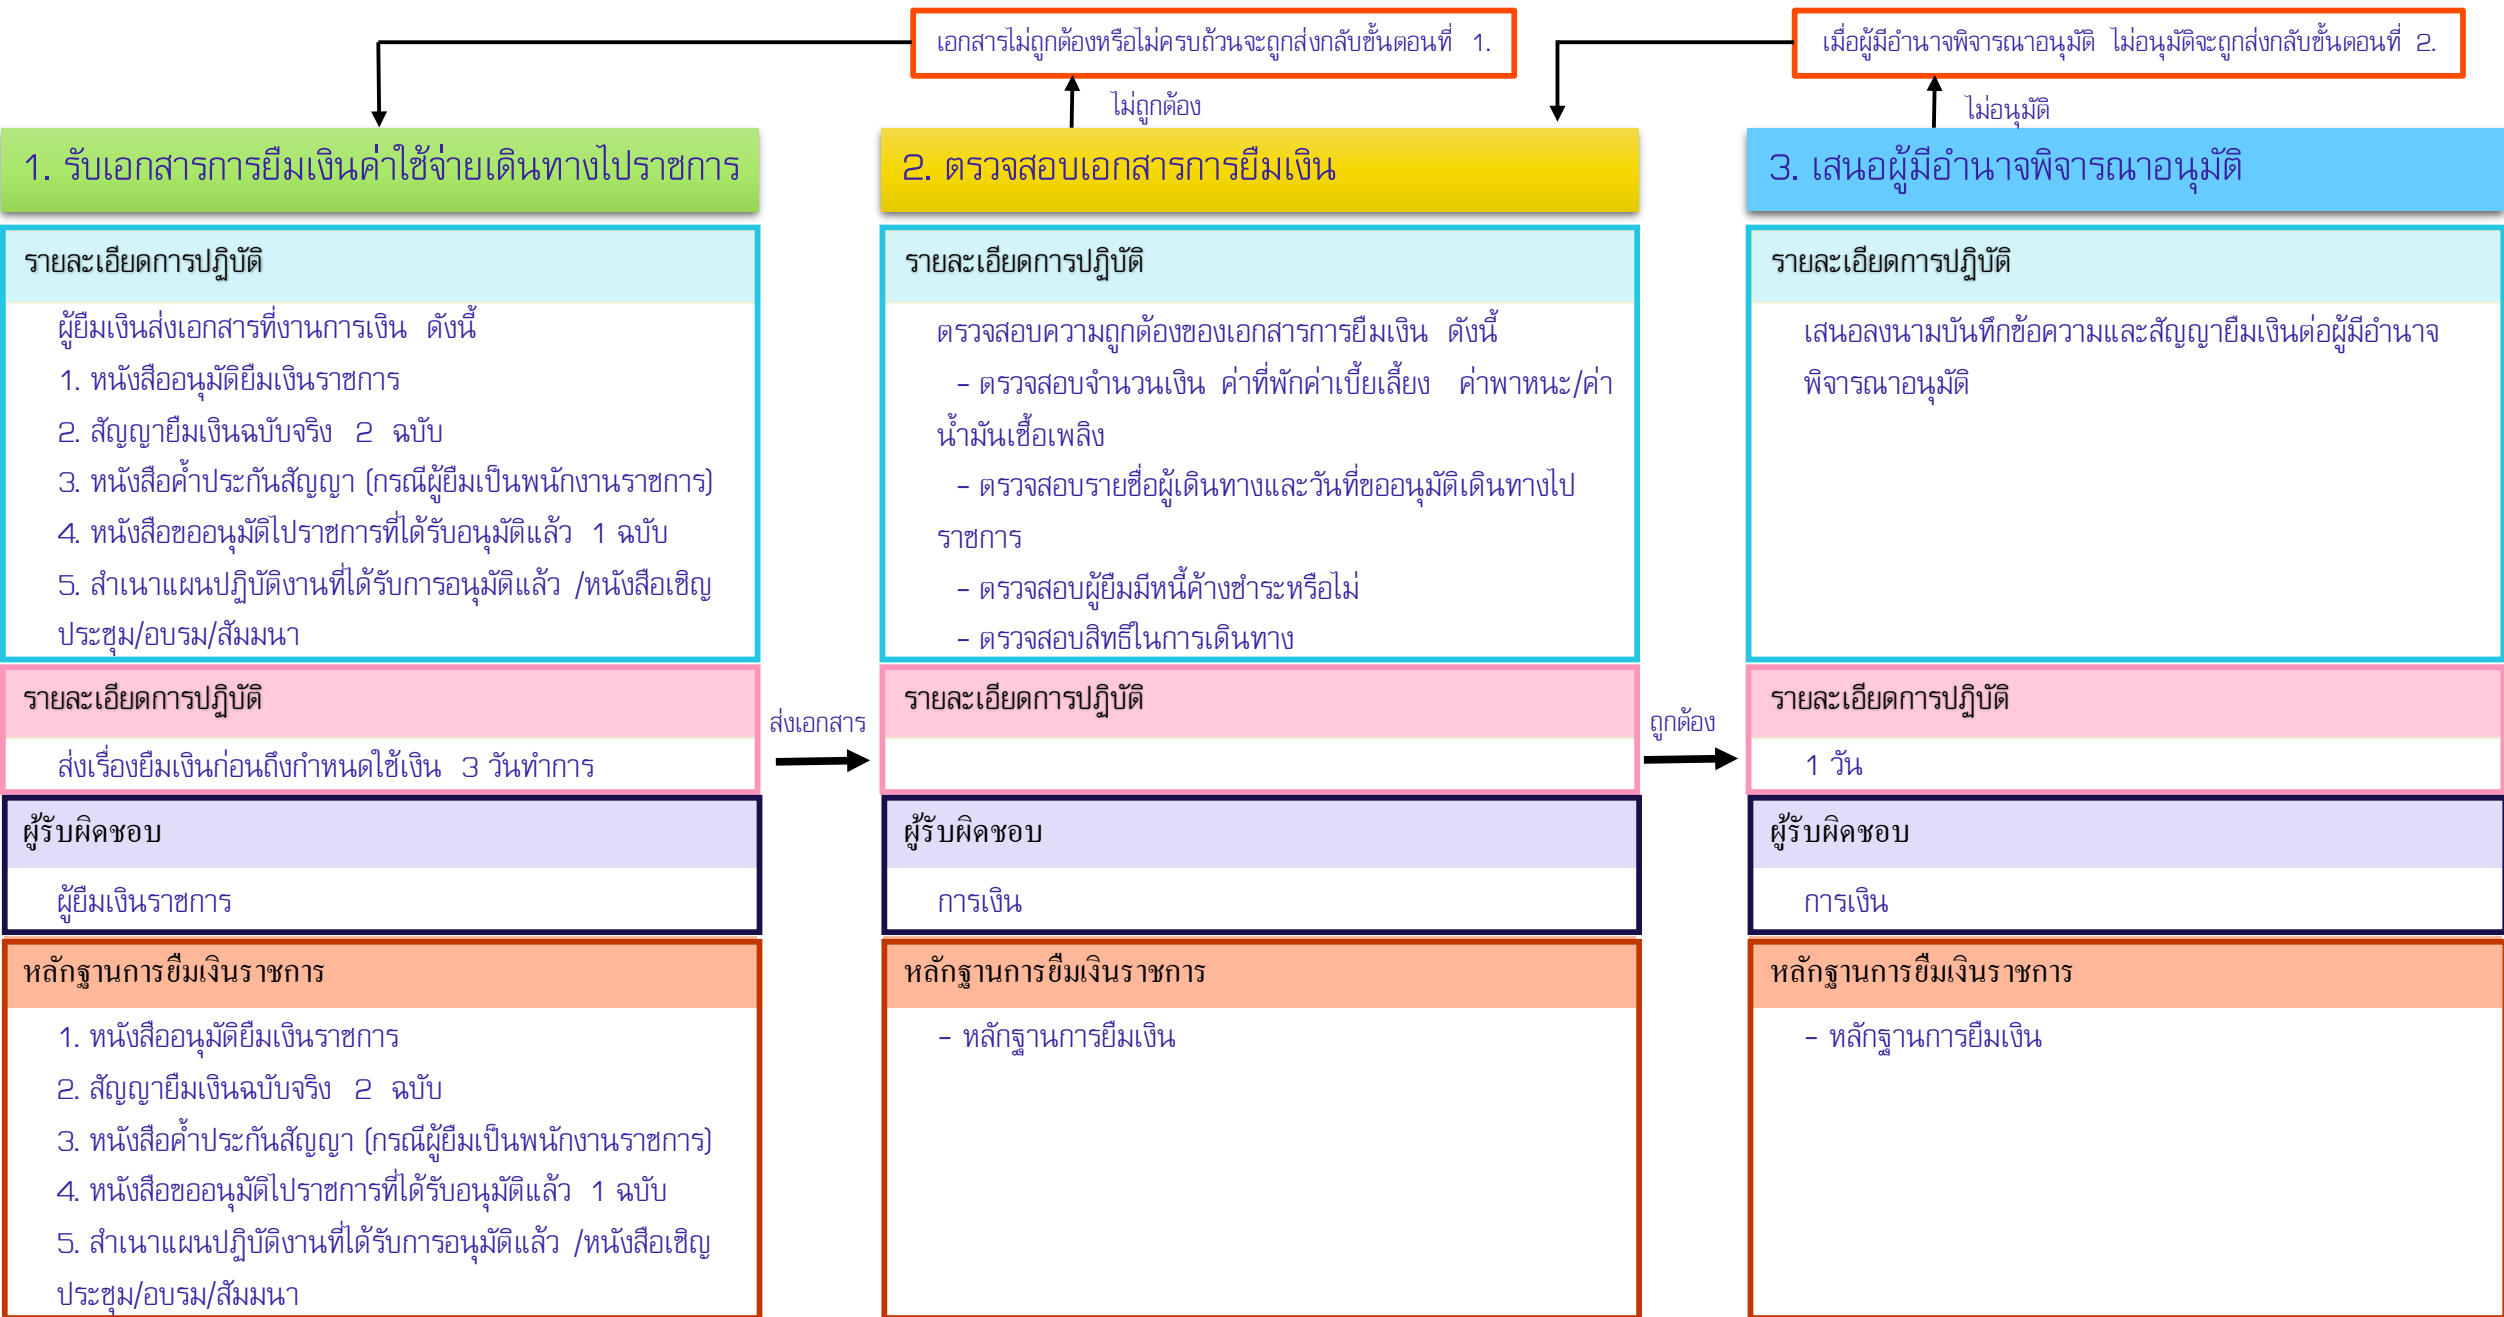 เอกสารไม่ถูกต้องหรือไม่ครบถ้วนจะถูกส่งกลับขั้นตอนที่ 1.
ไม่ถูกต้อง
เมื่อผู้มีอำนาจพิจารณาอนุมัติ ไม่อนุมัติจะถูกส่งกลับขั้นตอนที่ 2.
ไม่อนุมัติ
1. รับเอกสารการยืมเงินค่าใช้จ่ายเดินทางไปราชการ
รายละเอียดการปฏิบัติ
ผู้ยืมเงินส่งเอกสารที่งานการเงิน ดังนี้
1. หนังสืออนุมัติยืมเงินราชการ
2. สัญญายืมเงินฉบับจริง 2 ฉบับ
3. หนังสือค้ำประกันสัญญา (กรณีผู้ยืมเป็นพนักงานราชการ)
4. หนังสือขออนุมัติไปราชการที่ได้รับอนุมัติแล้ว 1 ฉบับ
5. สำเนาแผนปฏิบัติงานที่ได้รับการอนุมัติแล้ว /หนังสือเชิญ
ประชุม/อบรม/สัมมนา
รายละเอียดการปฏิบัติ
ส่งเรื่องยืมเงินก่อนถึงกำหนดใช้เงิน 3 วันทำการ
ผู้รับผิดชอบ
ผู้ยืมเงินราชการ
หลักฐานการยืมเงินราชการ
1. หนังสืออนุมัติยืมเงินราชการ
2. สัญญายืมเงินฉบับจริง 2 ฉบับ
3. หนังสือค้ำประกันสัญญา (กรณีผู้ยืมเป็นพนักงานราชการ)
4. หนังสือขออนุมัติไปราชการที่ได้รับอนุมัติแล้ว 1 ฉบับ
5. สำเนาแผนปฏิบัติงานที่ได้รับการอนุมัติแล้ว /หนังสือเชิญ
ประชุม/อบรม/สัมมนา
ส่งเอกสาร
2. ตรวจสอบเอกสารการยืมเงิน
รายละเอียดการปฏิบัติ
ตรวจสอบความถูกต้องของเอกสารการยืมเงิน ดังนี้
- ตรวจสอบจำนวนเงิน ค่าที่พักค่าเบี้ยเลี้ยง ค่าพาหนะ/ค่า
น้ำมันเชื้อเพลิง
- ตรวจสอบรายชื่อผู้เดินทางและวันที่ขออนุมัติเดินทางไป
ราชการ
- ตรวจสอบผู้ยืมมีหนี้ค้างชำระหรือไม่
- ตรวจสอบสิทธิในการเดินทาง
รายละเอียดการปฏิบัติ
ผู้รับผิดชอบ
การเงิน
หลักฐานการยืมเงินราชการ
- หลักฐานการยืมเงิน
ถูกต้อง
3. เสนอผู้มีอำนาจพิจารณาอนุมัติ
รายละเอียดการปฏิบัติ
เสนอลงนามบันทึกข้อความและสัญญายืมเงินต่อผู้มีอำนาจ
พิจารณาอนุมัติ
รายละเอียดการปฏิบัติ
1 วัน
ผู้รับผิดชอบ
การเงิน
หลักฐานการยืมเงินราชการ
- หลักฐานการยืมเงิน